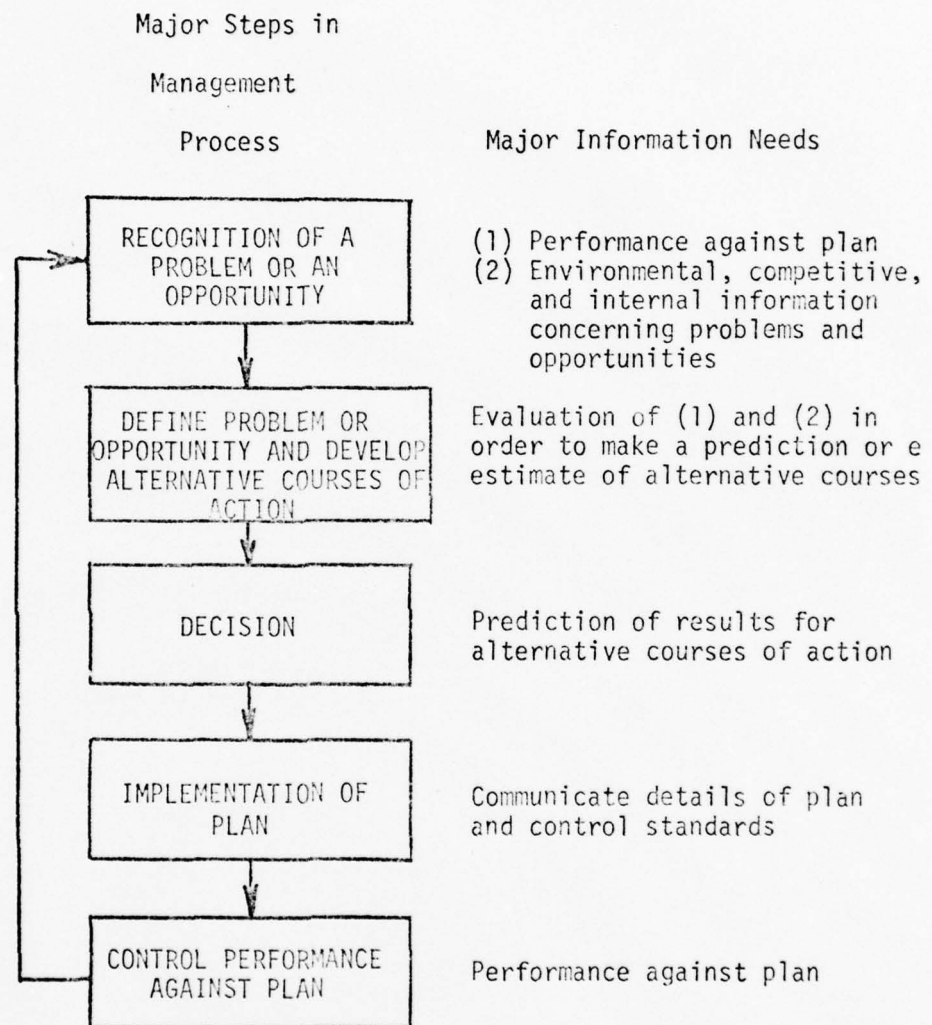 Major Steps in
Management
Process
Major Information Needs
RECOGNITION OF A
PROBLEM OR AN
OPPORTUNITY
(1) Performance against plan
(2) Environmental, competitive,
and internal information
concerning problems and
opportunities
DEFINE PROBLEM OR
OPPORTUNITY AND DEVELOP
ALTERNATIVE COURSES OF
ACTION
Evaluation of (1) and (2) in
order to make a prediction or e
estimate of alternative courses
DECISION
Prediction of results for
alternative courses of action
IMPLEMENTATION OF
PLAN
Communicate details of plan
and control standards
CONTROL PERFORMANCE
AGAINST PLAN
Performance against plan